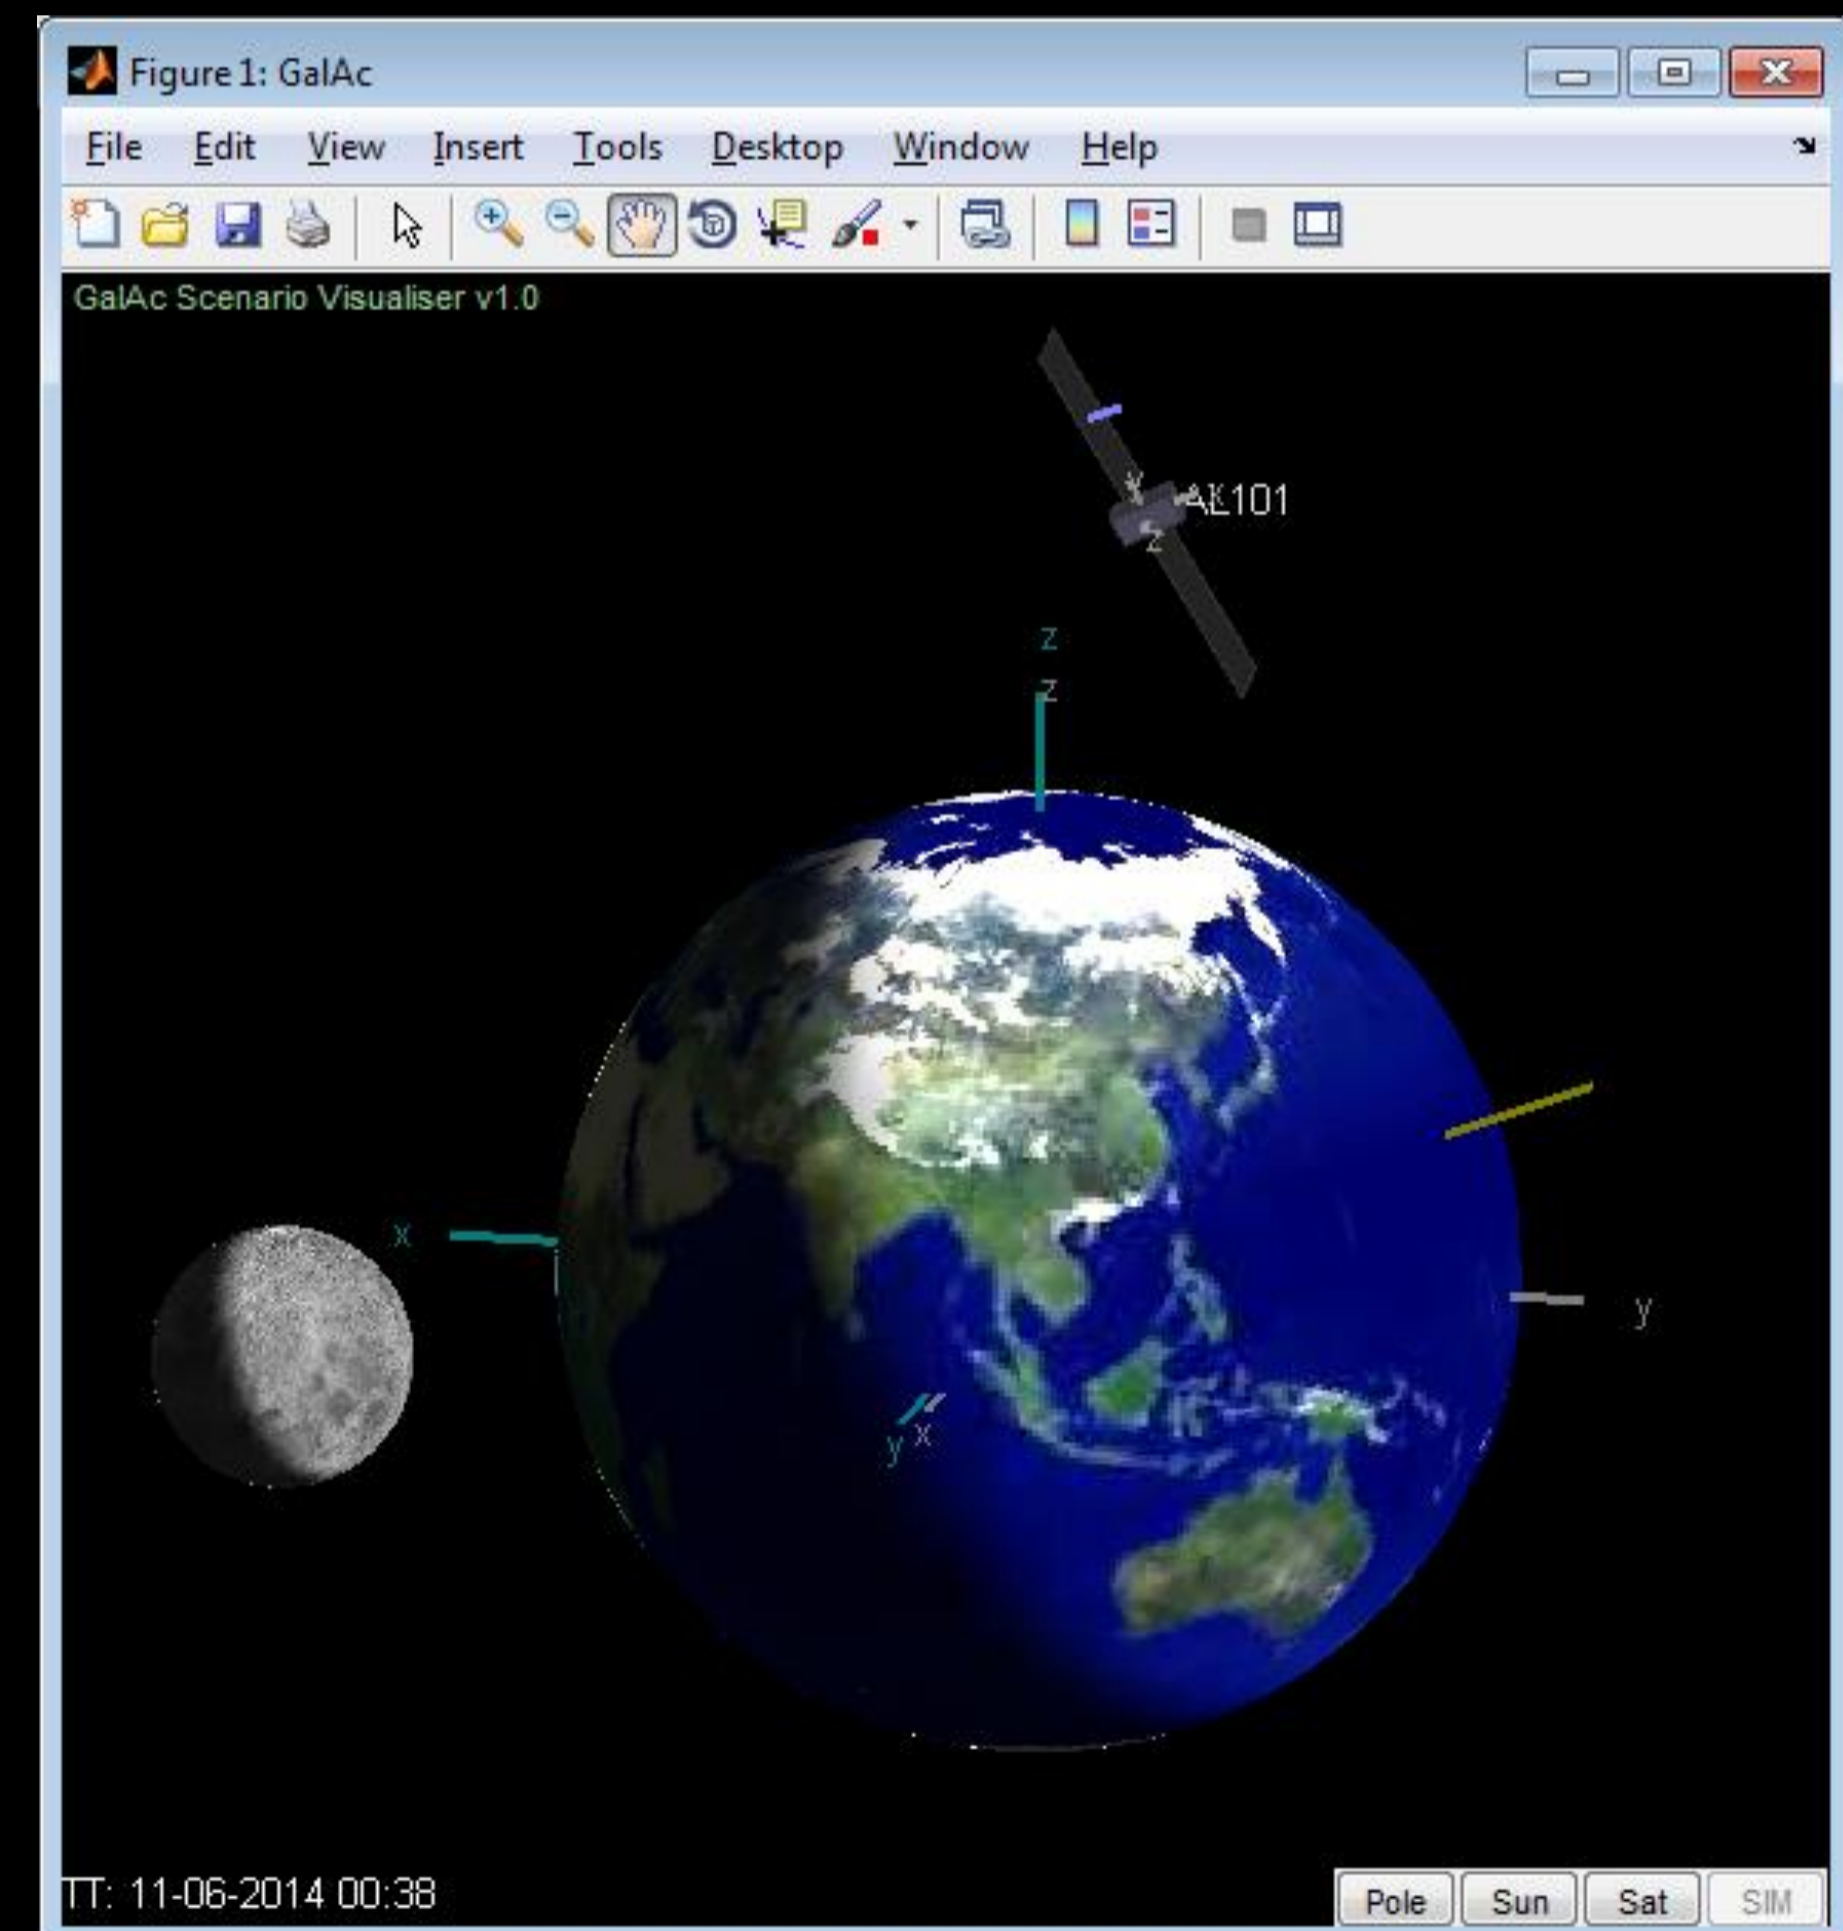 Figure 1: GalAc
File Edit View Insert Tools Desktop Window Help
GalAc Scenario Visualiser v1.0
y
z
z
z
x
y
y x
TT: 11-06-2014 00:38
Pole Sun Sat SIM